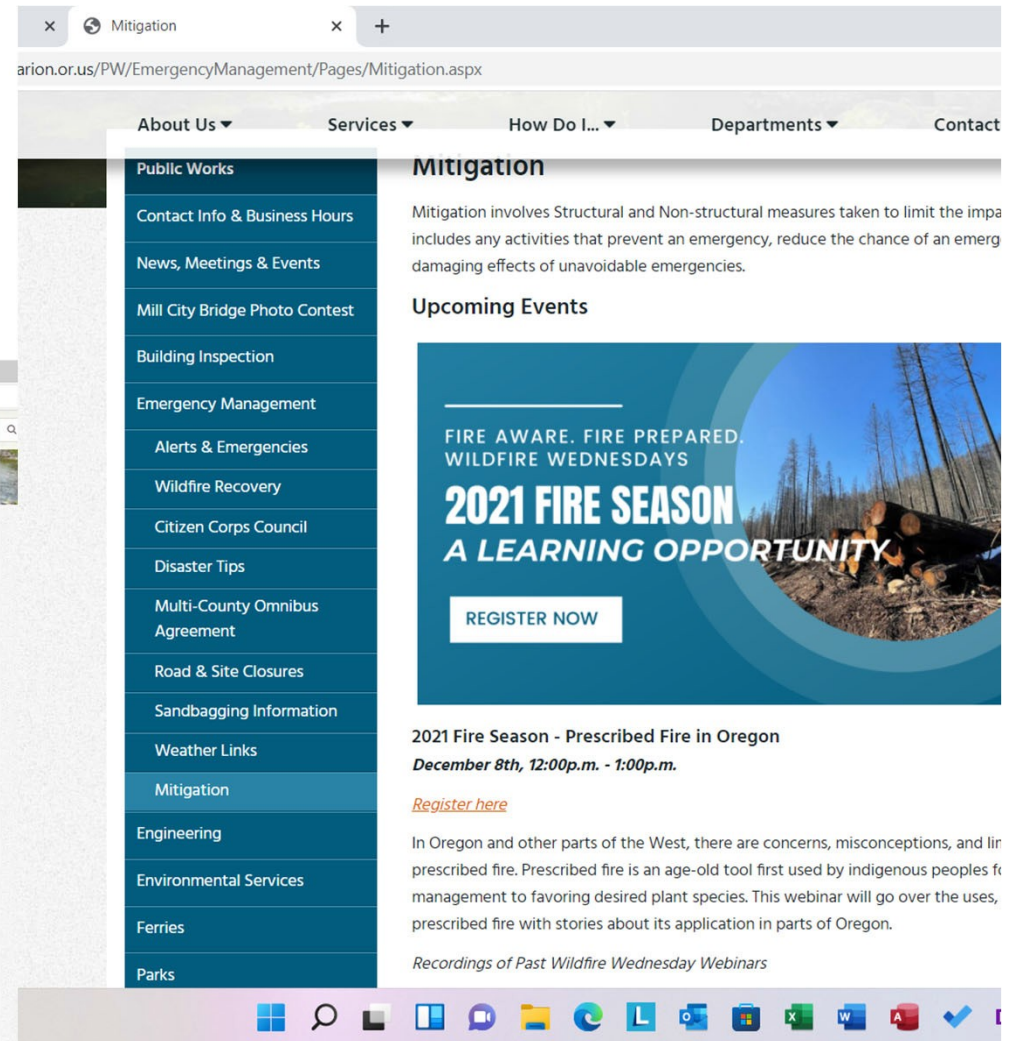 Mitigation
arion.or.us/PW/EmergencyManagement/Pages/Mitigation.aspx
About Us Services How Do I... Departments Contact
Public Works
Contact Info & Business Hours
News, Meetings & Events
Mill City Bridge Photo Contest
Building Inspection
Emergency Management
Alerts & Emergencies
Wildfire Recovery
Citizen Corps Council
Disaster Tips
Multi-County Omnibus
Agreement
Road & Site Closures
Sandbagging Information
Weather Links
Mitigation
Engineering
Environmental Services
Ferries
Parks
Mitigation
Mitigation involves Structural and Non-structural measures taken to limit the impa
includes any activities that prevent an emergency, reduce the chance of an emerg
damaging effects of unavoidable emergencies.
Upcoming Events
FIRE AWARE. FIRE PREPARED.
WILDFIRE WEDNESDAYS
2021 FIRE SEASON
A LEARNING OPPORTUNITY
REGISTER NOW
2021 Fire Season - Prescribed Fire in Oregon
December 8th, 12:00p.m. - 1:00p.m.
Register here
In Oregon and other parts of the West, there are concerns, misconceptions, and lin
prescribed fire. Prescribed fire is an age-old tool first used by indigenous peoples fo
management to favoring desired plant species. This webinar will go over the uses,
prescribed fire with stories about its application in parts of Oregon.
Recordings of Past Wildfire Wednesday Webinars